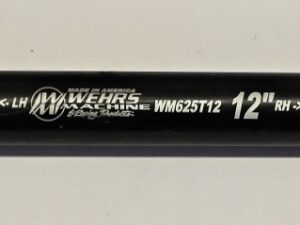 <- LH MADE IN AMERICA
WEHRS
MACHINE
& Racing Products
WM625T12 12" RH ->